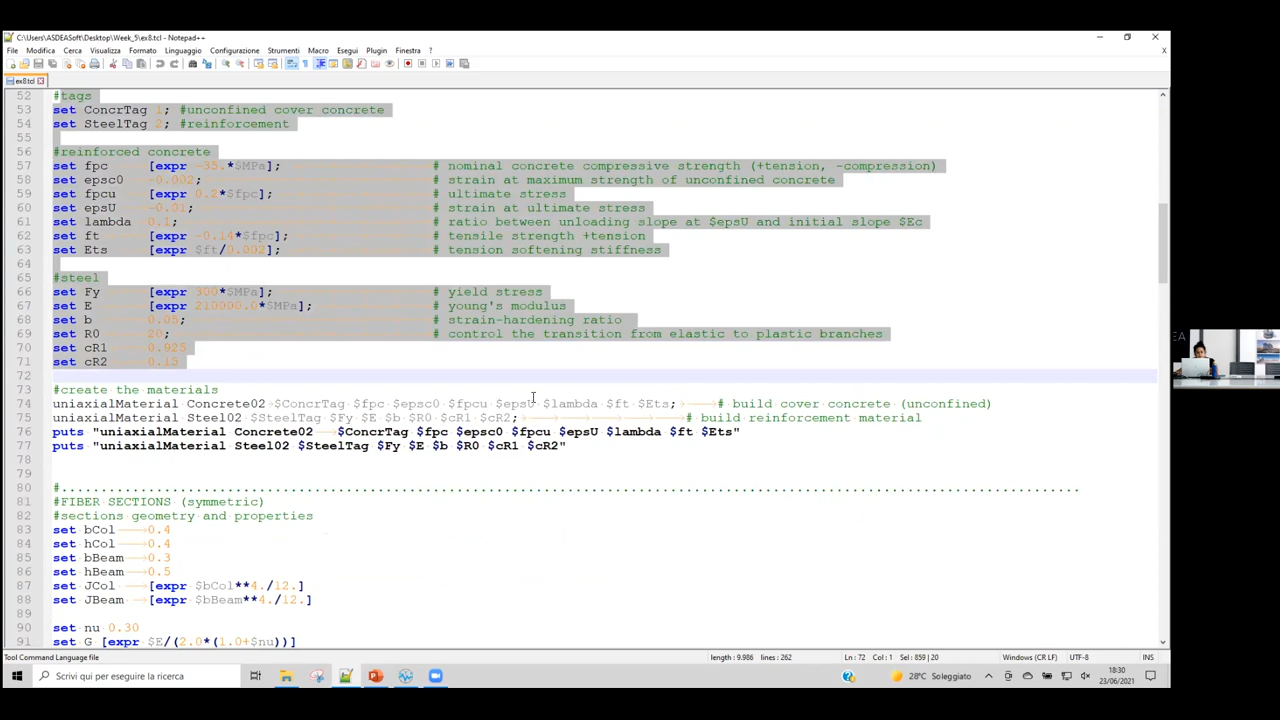 C:\Users\ASDEASoft\Desktop\Week_5\ex8.tcl - Notepad++
File Modifica Cerca Visualizza Formato Linguaggio Configurazione Strumenti Macro Esegui Plugin Finestra ?
X
ex8.tcl
52 #tags
53 set ConcrTag 1; #unconfined cover concrete
54 set SteelTag 2; #reinforcement
55
56 #reinforced concrete
57 set fpc [expr -35.*$MPa]; # nominal concrete compressive strength (+tension, -compression)
58 set epsc0 -0.002; # strain at maximum strength of unconfined concrete
59 set fpcu [expr 0.2*$fpc]; # ultimate stress
60 set epsU -0.01; # strain at ultimate stress
61 set lambda 0.1; # ratio between unloading slope at $epsU and initial slope $Ec
62 set ft [expr -0.14*$fpc]; # tensile strength +tension
63 set Ets [expr $ft/0.002]; # tension softening stiffness
64
65 #steel
66 set Fy [expr 300*$MPa]; # yield stress
67 set E [expr 210000.0*$MPa]; # young's modulus
68 set b 0.05; # strain-hardening ratio
69 set R0 20; # control the transition from elastic to plastic branches
70 set cR1 0.925
71 set cR2 0.15
72
73 #create the materials
74 uniaxialMaterial Concrete02 $ConcrTag $fpc $epsc0 $fpcu $epsU $lambda $ft $Ets; # build cover concrete (unconfined)
75 uniaxialMaterial Steel02 $SteelTag $Fy $E $b $R0 $cR1 $cR2; # build reinforcement material
76 puts "uniaxialMaterial Concrete02 $ConcrTag $fpc $epsc0 $fpcu $epsU $lambda $ft $Ets"
77 puts "uniaxialMaterial Steel02 $SteelTag $Fy $E $b $R0 $cR1 $cR2"
78
79
80 #................................................................................................................................
81 #FIBER SECTIONS (symmetric)
82 #sections geometry and properties
83 set bCol 0.4
84 set hCol 0.4
85 set bBeam 0.3
86 set hBeam 0.5
87 set JCol [expr $bCol**4./12.]
88 set JBeam [expr $bBeam**4./12.]
89
90 set nu 0.30
91 set G [expr $E/(2.0*(1.0+$nu))]
Tool Command Language file length : 9.986 lines : 262 Ln : 72 Col : 1 Sel : 859 | 20 Windows (CR LF) UTF-8 INS
Scrivi qui per eseguire la ricerca 28°C Soleggiato 18:30
23/06/2021